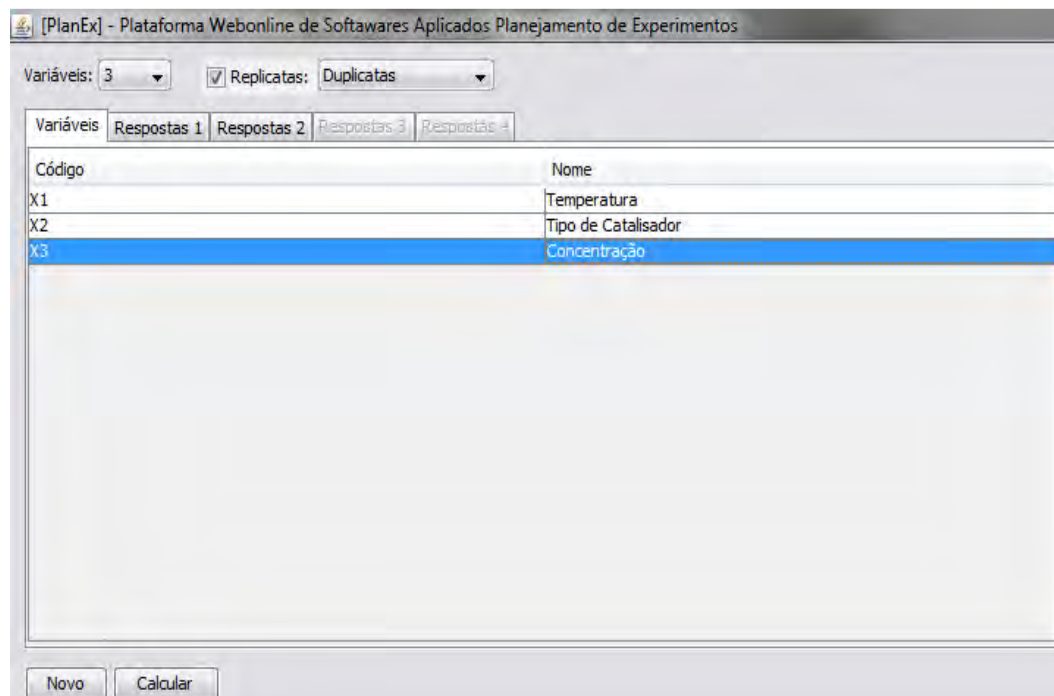 [PlanEx] - Plataforma Webonline de Softawares Aplicados Planejamento de Experimentos
Variáveis: 3 Replicatas: Duplicatas
Variáveis Respostas 1 Respostas 2 Respostas 3 Respostas 4
Código Nome
X1 Temperatura
X2 Tipo de Catalisador
X3 Concentração
Novo Calcular